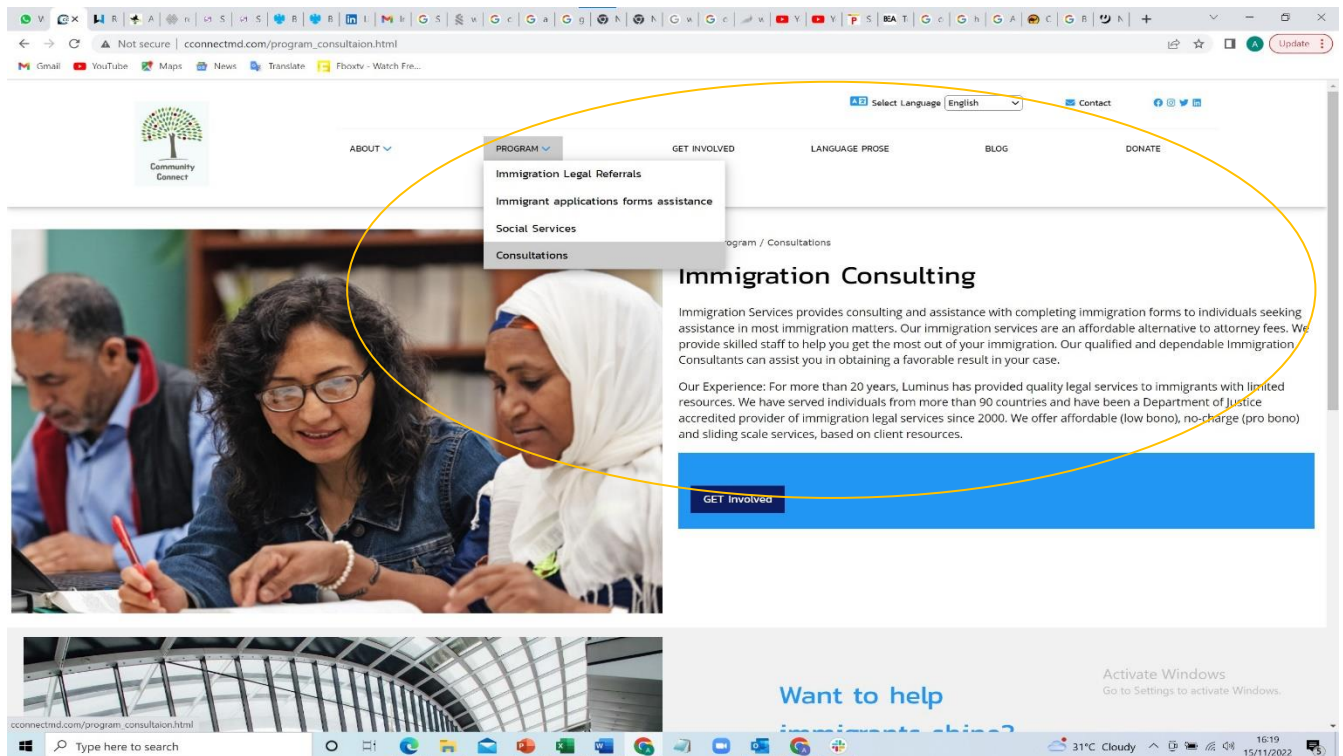 Not secure | cconnectmd.com/program_consultaion.html
Update
Gmail YouTube Maps News Translate Fboxtv - Watch Fre...
Select Language English Contact
Community
Connect
ABOUT PROGRAM GET INVOLVED LANGUAGE PROSE BLOG DONATE
Immigration Legal Referrals
Immigrant applications forms assistance
Social Services
Consultations
/ Consultations
Immigration Consulting
Immigration Services provides consulting and assistance with completing immigration forms to individuals seeking
assistance in most immigration matters. Our immigration services are an affordable alternative to attorney fees. We
provide skilled staff to help you get the most out of your immigration. Our qualified and dependable Immigration
Consultants can assist you in obtaining a favorable result in your case.
Our Experience: For more than 20 years, Luminus has provided quality legal services to immigrants with limited
resources. We have served individuals from more than 90 countries and have been a Department of Justice
accredited provider of immigration legal services since 2000. We offer affordable (low bono), no-charge (pro bono)
and sliding scale services, based on client resources.
GET Involved
Want to help
immigrants shine?
Activate Windows
Go to Settings to activate Windows.
cconnectmd.com/program_consultaion.html
Type here to search
31°C Cloudy
16:19
15/11/2022